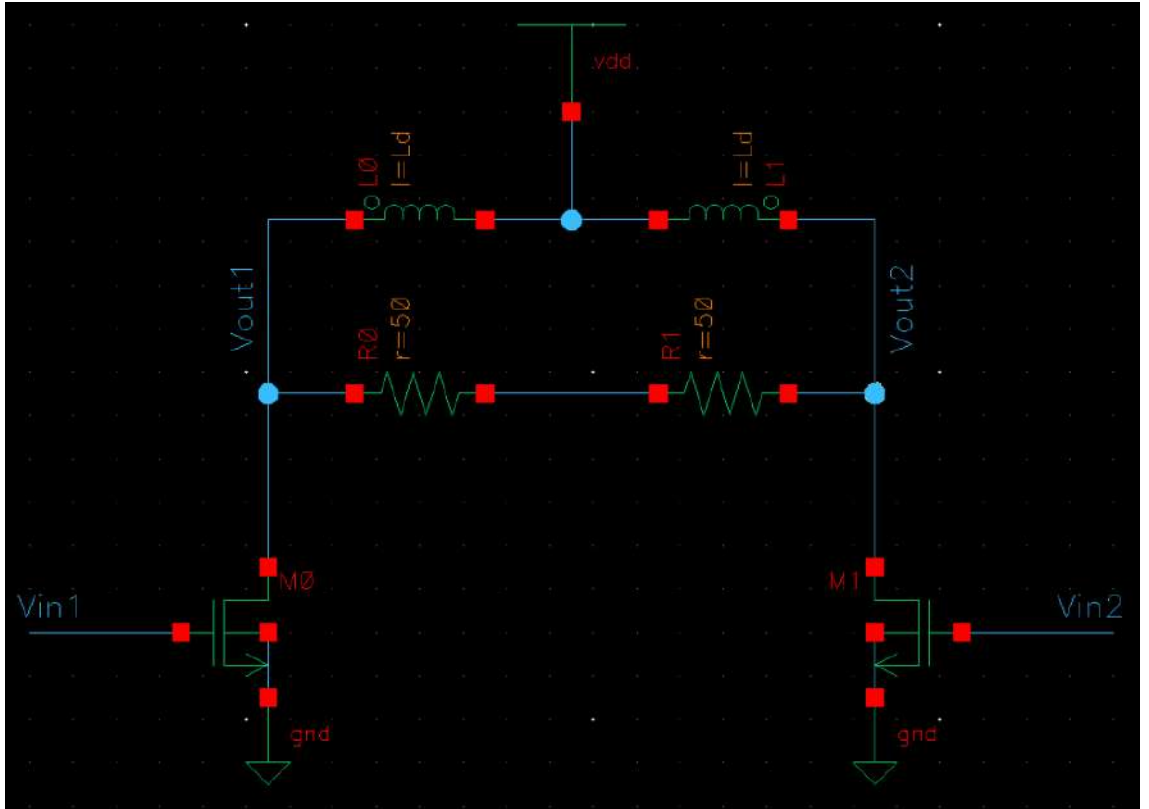 vdd
L0
l=Ld
l=Ld
L1
Vout1
R0
r=50
R1
r=50
Vout2
M0
M1
Vin1
Vin2
gnd
gnd